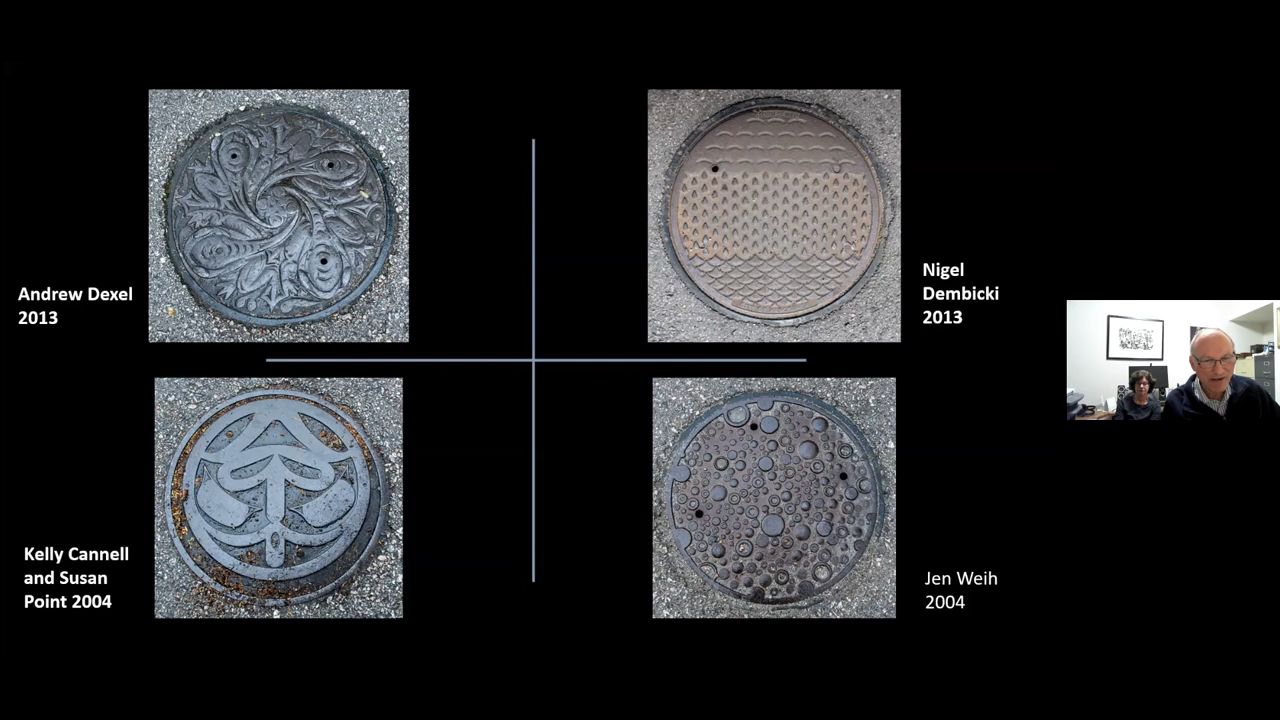 Andrew Dexel
2013
Nigel
Dembicki
2013
Kelly Cannell
and Susan
Point 2004
Jen Weih
2004